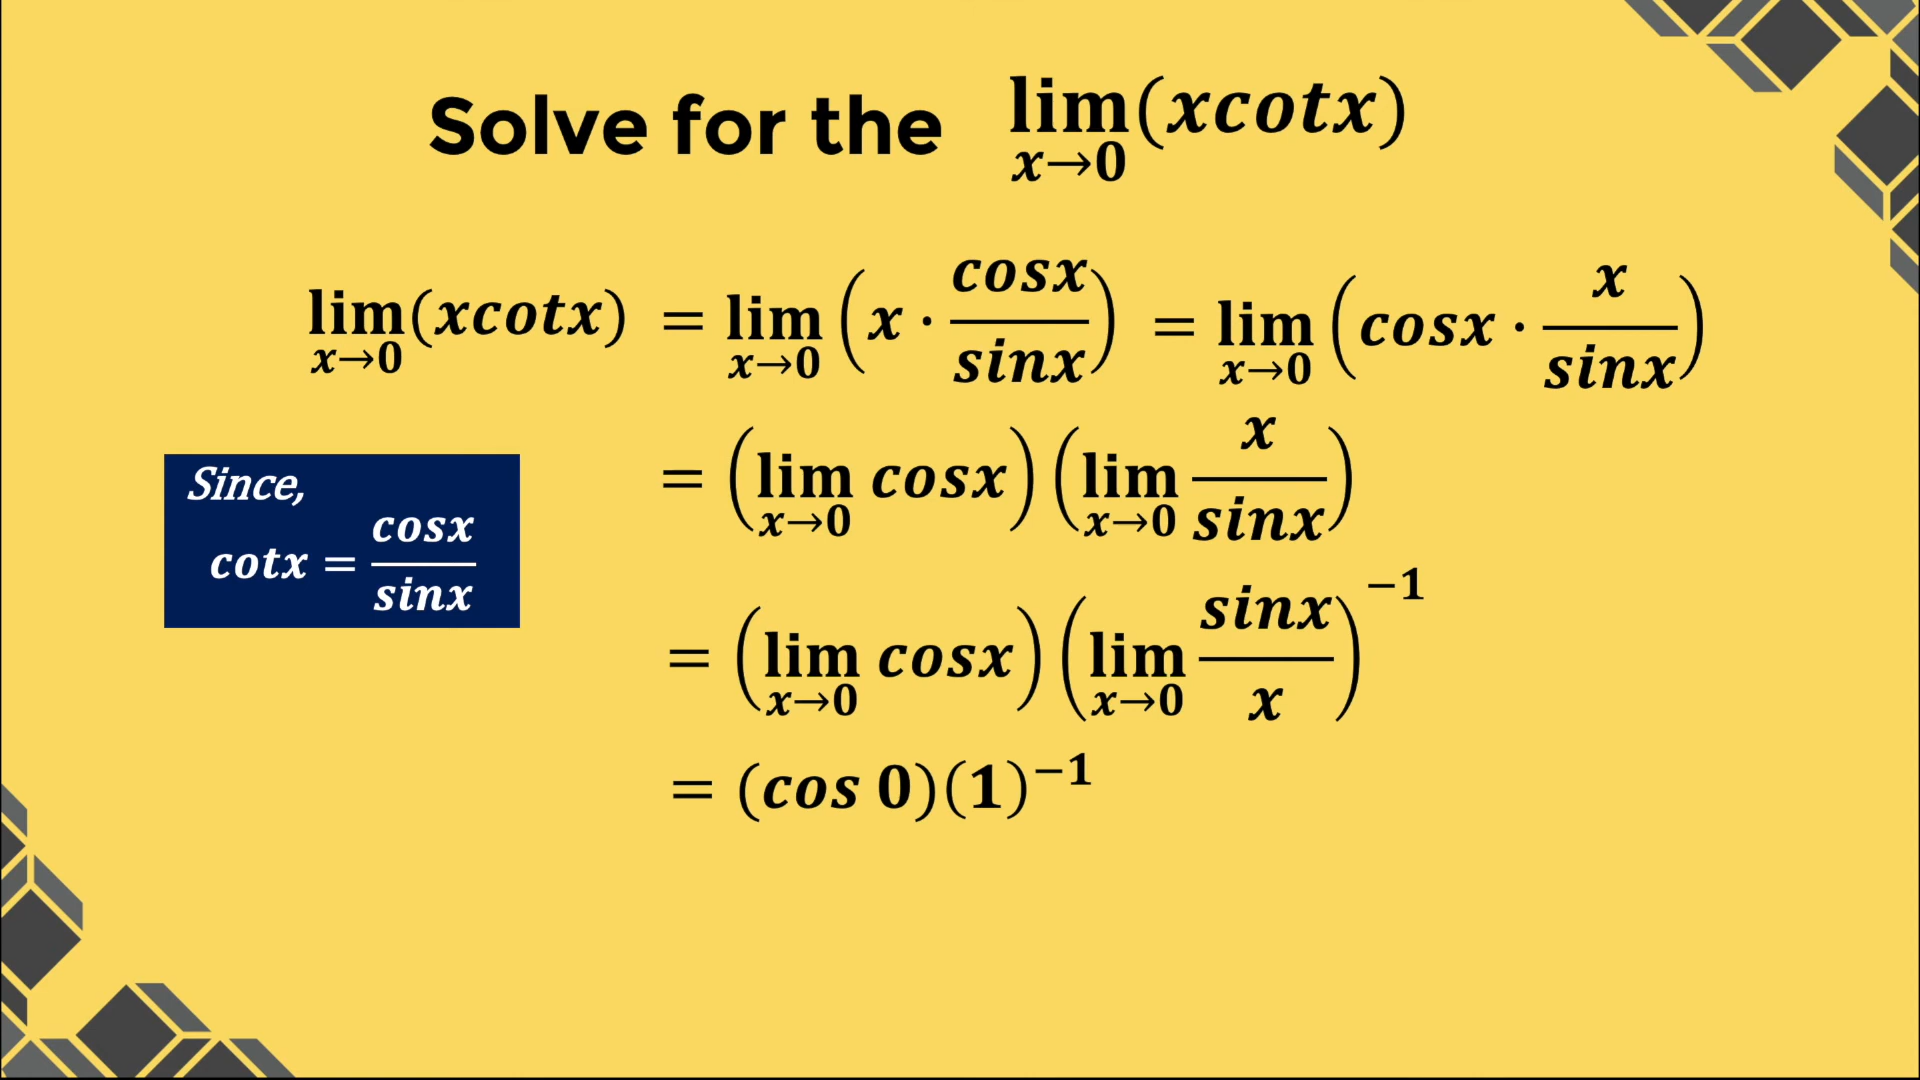 Solve for the lim x→0 (xcotx)
lim x→0 (xcotx) = lim x→0 (x · cosx/sinx) = lim x→0 (cosx · x/sinx)
= (lim x→0 cosx)(lim x→0 x/sinx)
Since,
cotx = cosx/sinx
= (lim x→0 cosx)(lim x→0 sinx/x)⁻¹
= (cos 0)(1)⁻¹